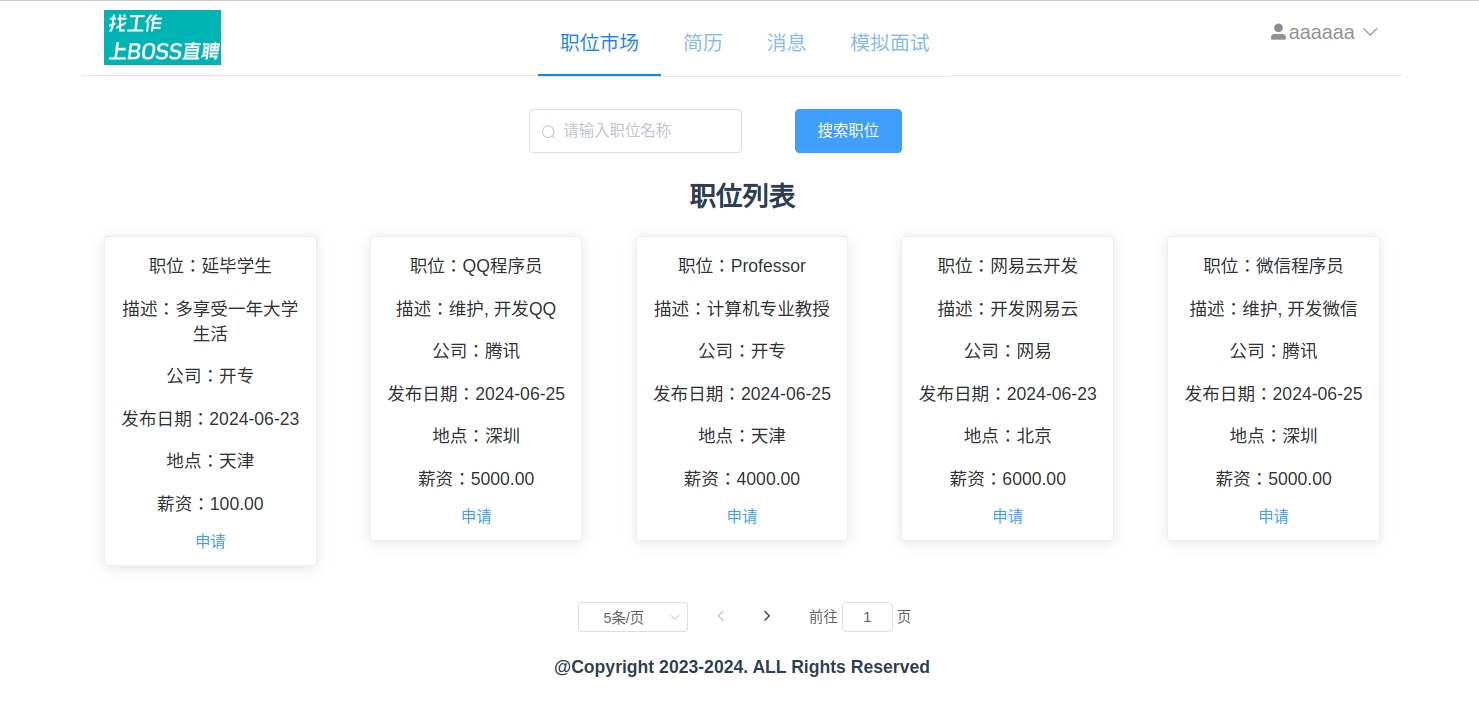 找工作
上BOSS直聘
职位市场
简历
消息
模拟面试
aaaaaa
请输入职位名称
搜索职位
职位列表
职位：延毕学生
描述：多享受一年大学
生活
公司：开专
发布日期：2024-06-23
地点：天津
薪资：100.00
申请
职位：QQ程序员
描述：维护, 开发QQ
公司：腾讯
发布日期：2024-06-25
地点：深圳
薪资：5000.00
申请
职位：Professor
描述：计算机专业教授
公司：开专
发布日期：2024-06-25
地点：天津
薪资：4000.00
申请
职位：网易云开发
描述：开发网易云
公司：网易
发布日期：2024-06-23
地点：北京
薪资：6000.00
申请
职位：微信程序员
描述：维护, 开发微信
公司：腾讯
发布日期：2024-06-25
地点：深圳
薪资：5000.00
申请
5条/页
前往 1 页
@Copyright 2023-2024. ALL Rights Reserved